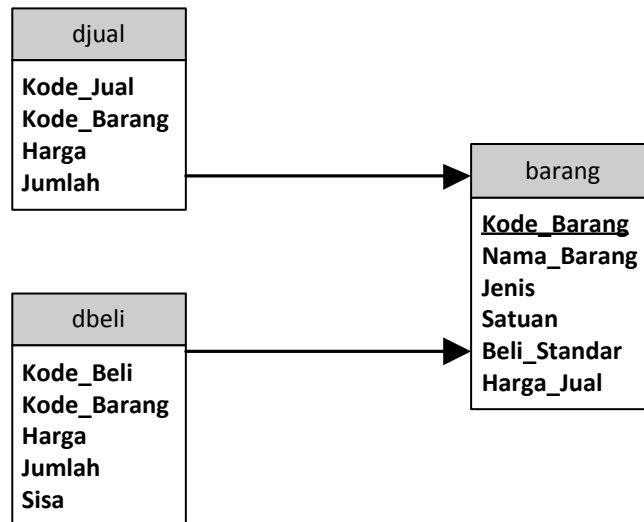 djual
Kode_Jual
Kode_Barang
Harga
Jumlah
barang
Kode_Barang
Nama_Barang
Jenis
Satuan
Beli_Standar
Harga_Jual
dbeli
Kode_Beli
Kode_Barang
Harga
Jumlah
Sisa